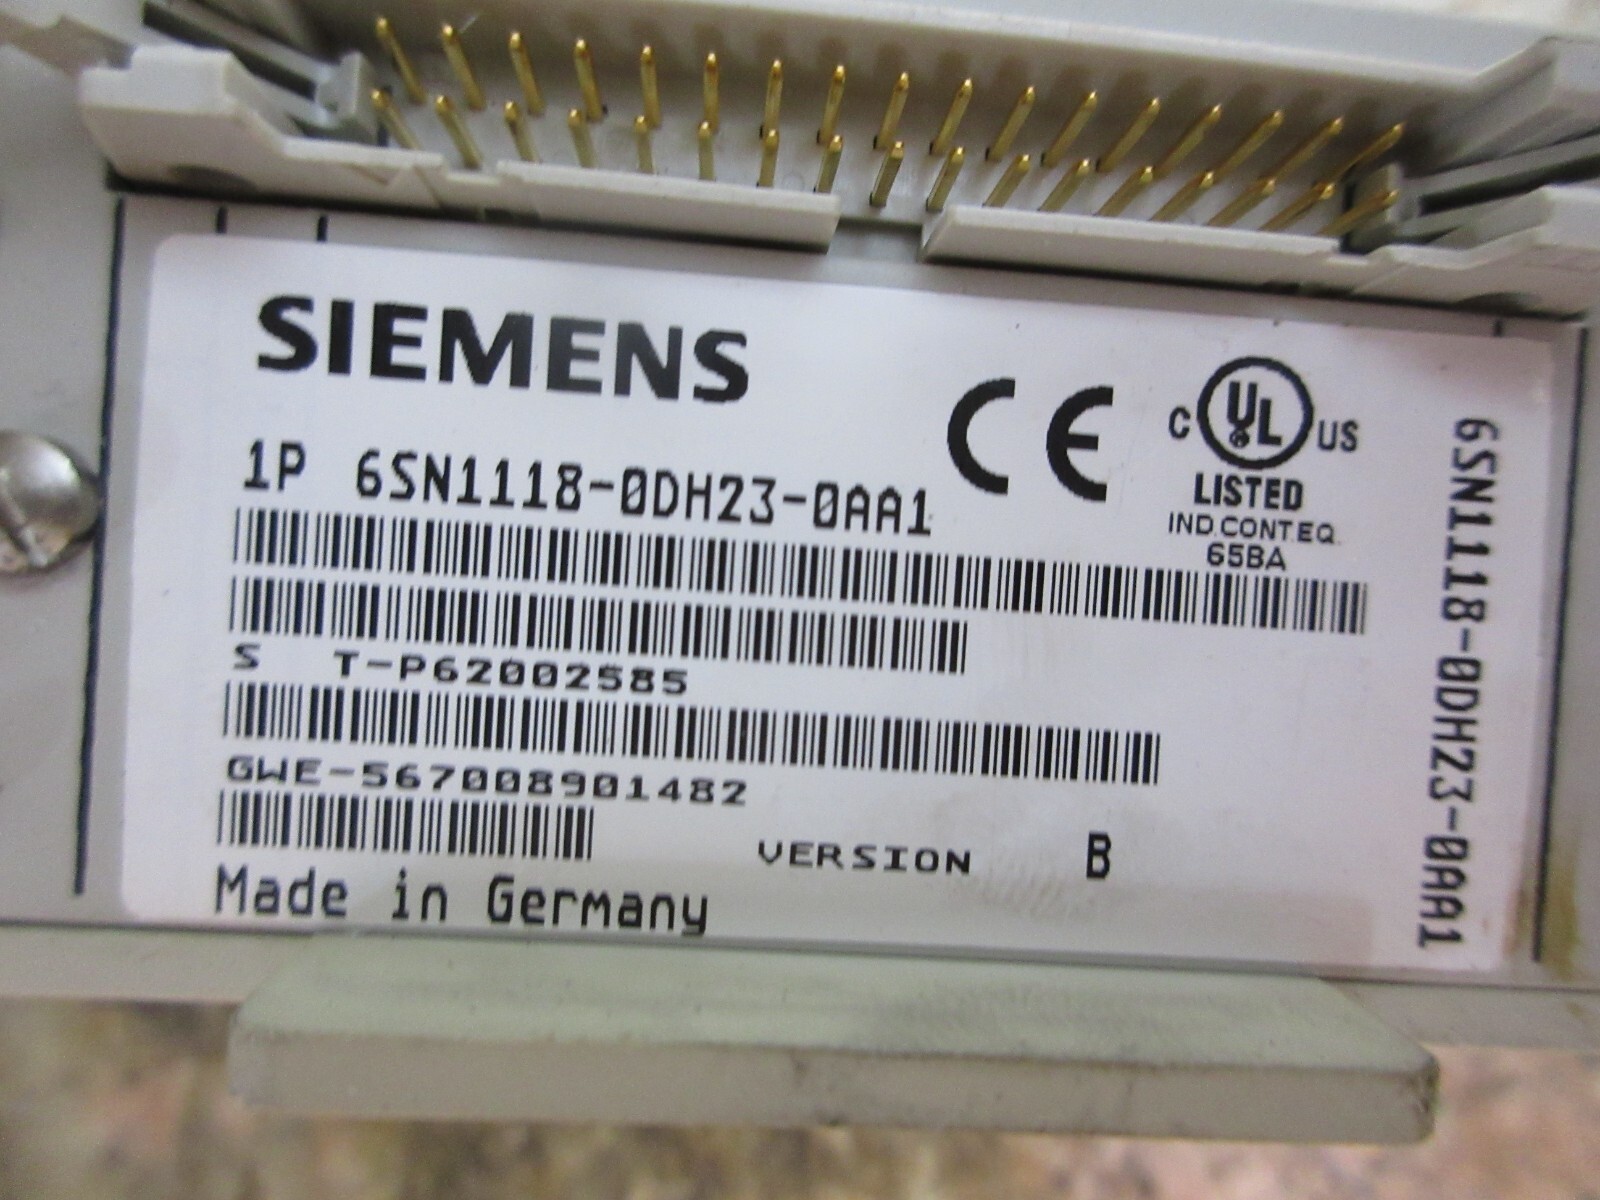 SIEMENS
1P 6SN1118-0DH23-0AA1
C UL US
LISTED
IND.CONT.EQ.
65BA
S T-P62002585
GWE-567008901482
VERSION B
Made in Germany
6SN1118-0DH23-0AA1